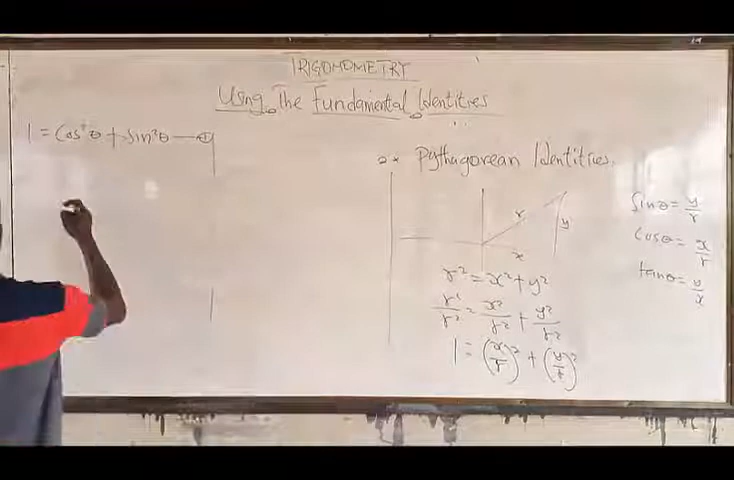 TRIGONOMETRY
Using The Fundamental Identities
1 = Cos²θ + Sin²θ — ①
2* Pythagorean Identities.
r
y
x
r² = x² + y²
r²/r² = x²/r² + y²/r²
1 = (x/r)² + (y/r)²
Sinθ = y/r
Cosθ = x/r
tanθ = y/x